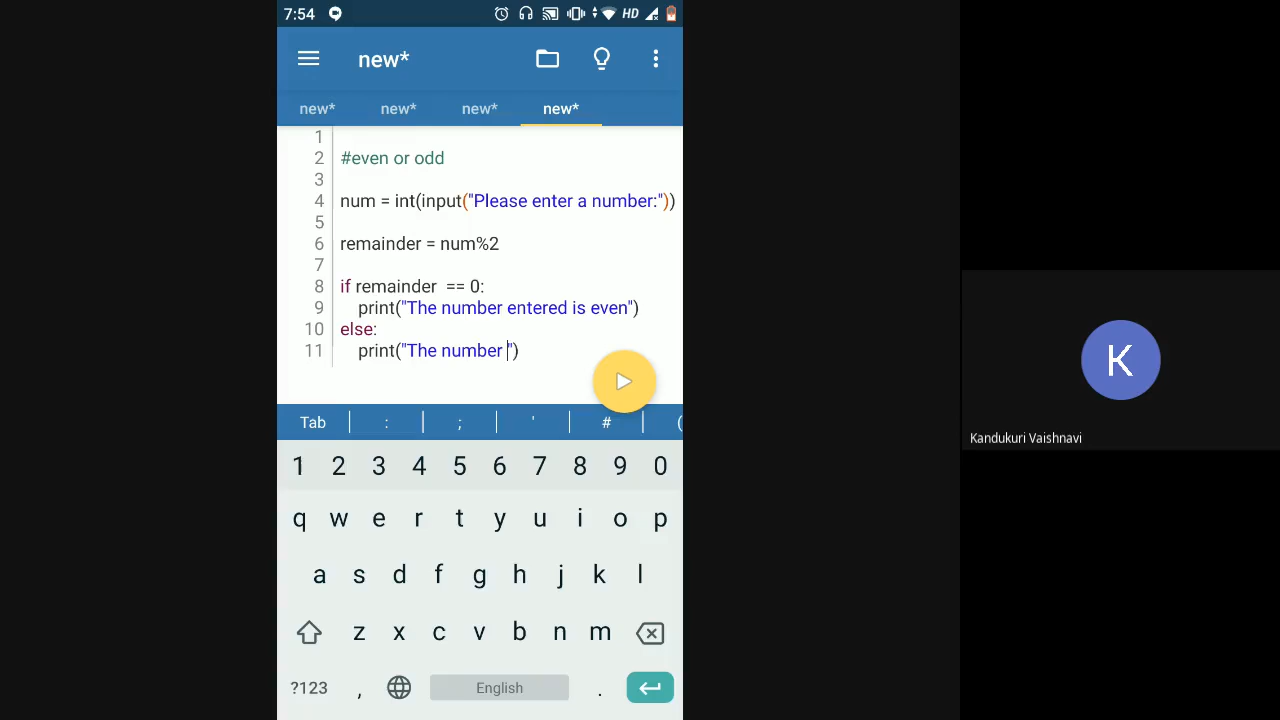 7:54 HD
new*
new* new* new* new*
1
2 #even or odd
3
4 num = int(input("Please enter a number:"))
5
6 remainder = num%2
7
8 if remainder  == 0:
9 print("The number entered is even")
10 else:
11 print("The number ")
Tab : ; ' # (
1 2 3 4 5 6 7 8 9 0
q w e r t y u i o p
a s d f g h j k l
z x c v b n m
?123 , English .
K
Kandukuri Vaishnavi